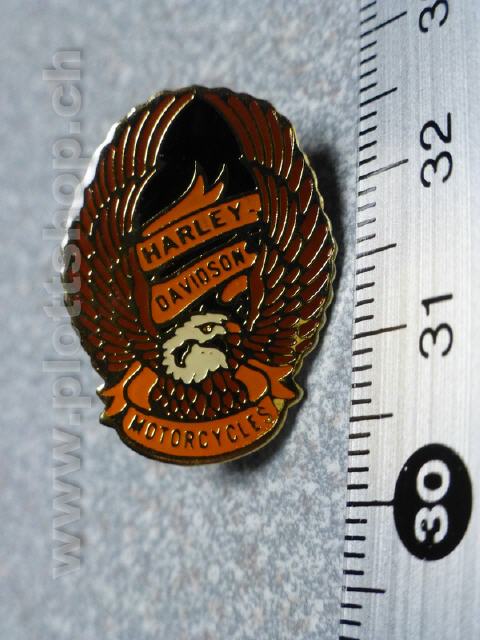 www.plottshop.ch
HARLEY-
DAVIDSON
MOTORCYCLES
32
31
30